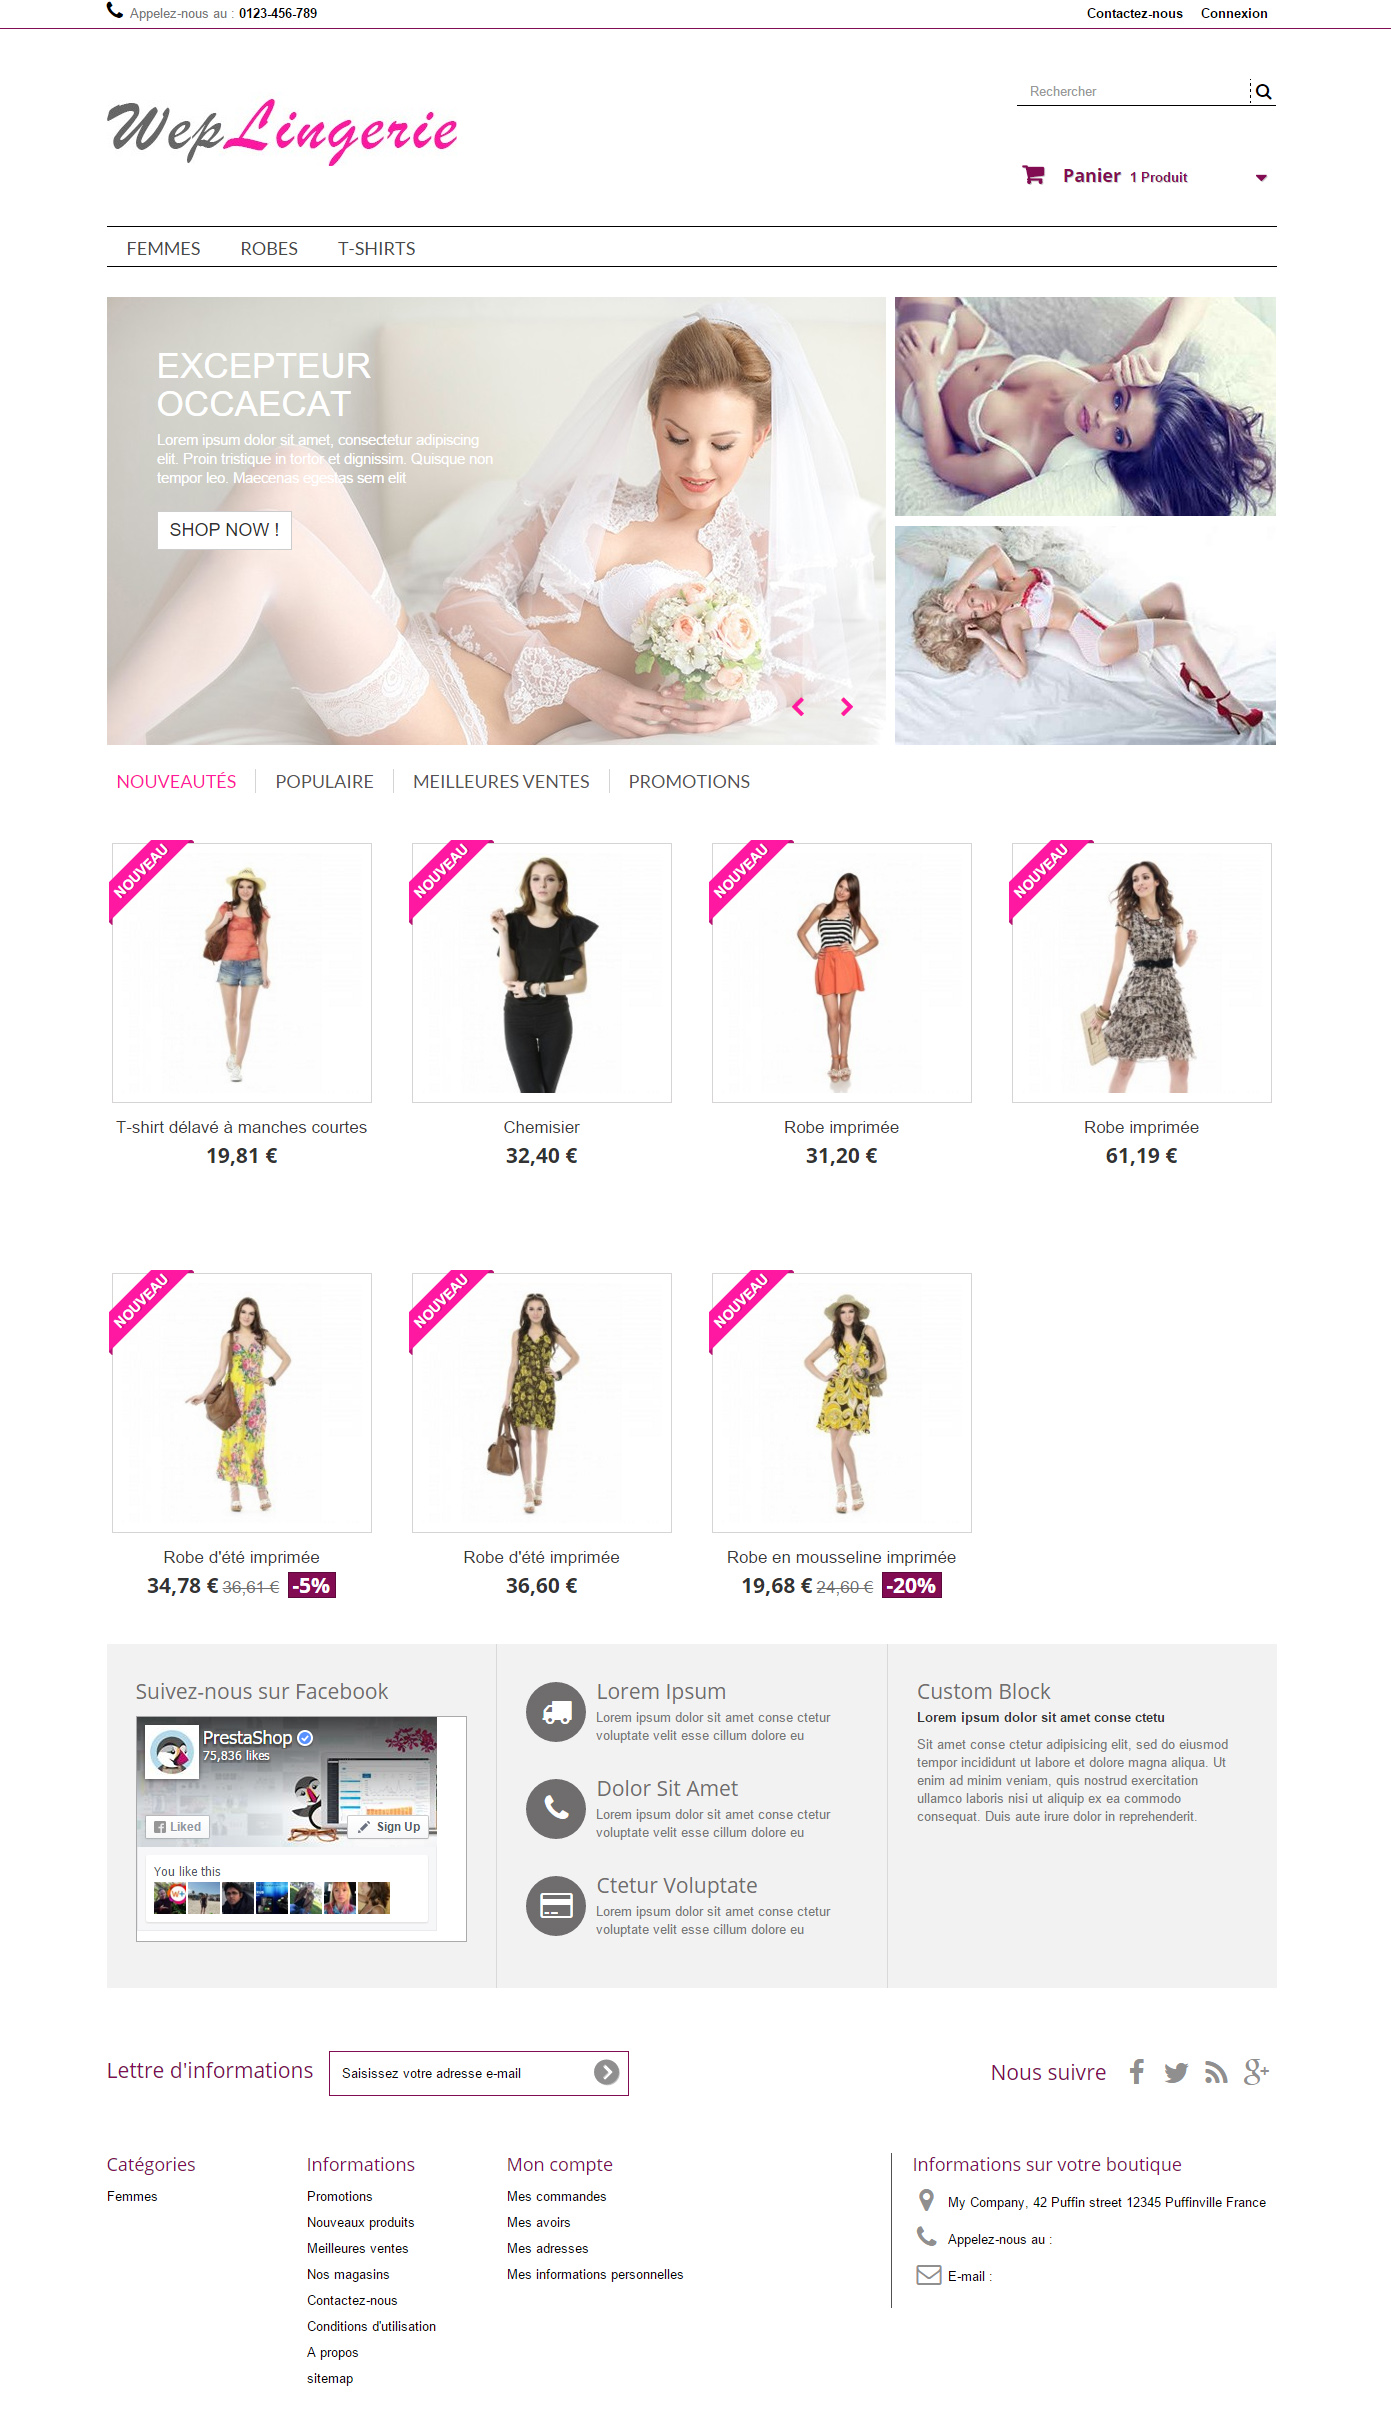 Appelez-nous au : 0123-456-789
Contactez-nous Connexion
Rechercher
WepLingerie
Panier 1 Produit
FEMMES ROBES T-SHIRTS
EXCEPTEUR
OCCAECAT
Lorem ipsum dolor sit amet, consectetur adipiscing
elit. Proin tristique in tortor et dignissim. Quisque non
tempor leo. Maecenas egestas sem elit
SHOP NOW !
NOUVEAUTÉS POPULAIRE MEILLEURES VENTES PROMOTIONS
NOUVEAU NOUVEAU NOUVEAU NOUVEAU
T-shirt délavé à manches courtes Chemisier Robe imprimée Robe imprimée
19,81 € 32,40 € 31,20 € 61,19 €
NOUVEAU NOUVEAU NOUVEAU
Robe d'été imprimée Robe d'été imprimée Robe en mousseline imprimée
34,78 € 36,61 € -5% 36,60 € 19,68 € 24,60 € -20%
Suivez-nous sur Facebook
PrestaShop
75,836 likes
Liked Sign Up
You like this
Lorem Ipsum
Lorem ipsum dolor sit amet conse ctetur
voluptate velit esse cillum dolore eu
Dolor Sit Amet
Lorem ipsum dolor sit amet conse ctetur
voluptate velit esse cillum dolore eu
Ctetur Voluptate
Lorem ipsum dolor sit amet conse ctetur
voluptate velit esse cillum dolore eu
Custom Block
Lorem ipsum dolor sit amet conse ctetu
Sit amet conse ctetur adipisicing elit, sed do eiusmod
tempor incididunt ut labore et dolore magna aliqua. Ut
enim ad minim veniam, quis nostrud exercitation
ullamco laboris nisi ut aliquip ex ea commodo
consequat. Duis aute irure dolor in reprehenderit.
Lettre d'informations Saisissez votre adresse e-mail
Nous suivre
Catégories
Femmes
Informations
Promotions
Nouveaux produits
Meilleures ventes
Nos magasins
Contactez-nous
Conditions d'utilisation
A propos
sitemap
Mon compte
Mes commandes
Mes avoirs
Mes adresses
Mes informations personnelles
Informations sur votre boutique
My Company, 42 Puffin street 12345 Puffinville France
Appelez-nous au :
E-mail :